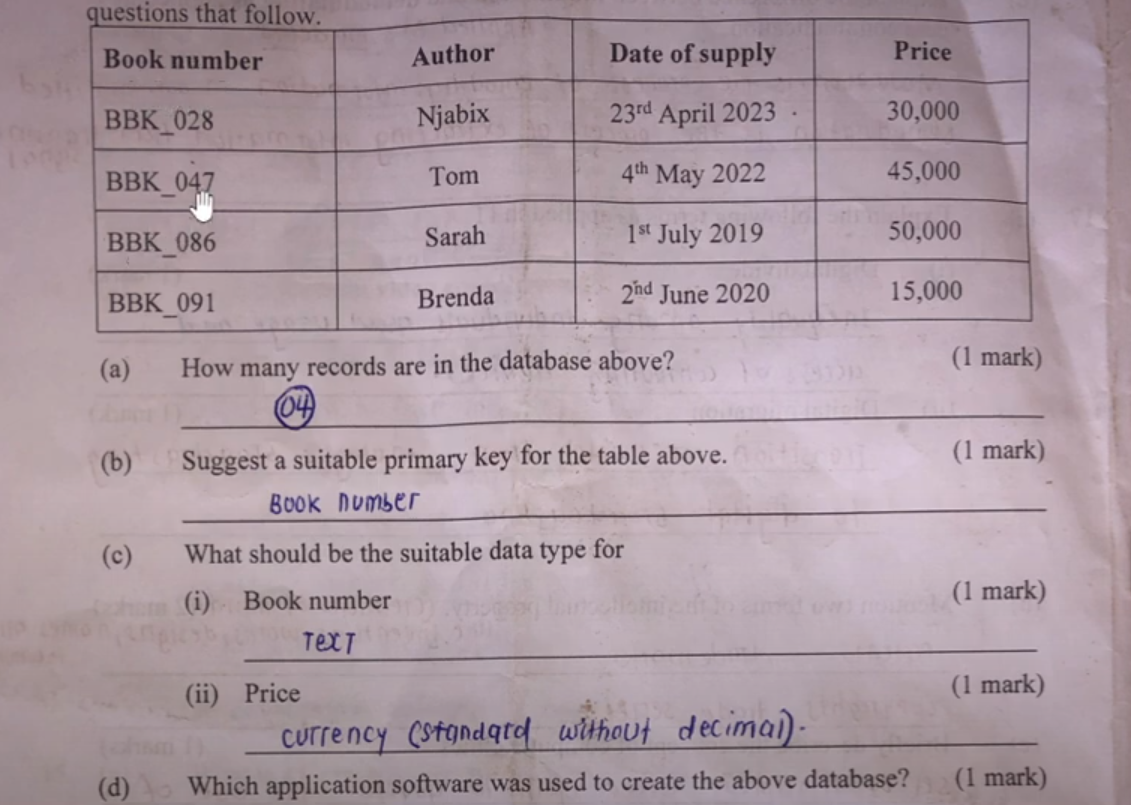 questions that follow.
Book number Author Date of supply Price
BBK_028 Njabix 23rd April 2023 30,000
BBK_047 Tom 4th May 2022 45,000
BBK_086 Sarah 1st July 2019 50,000
BBK_091 Brenda 2nd June 2020 15,000
(a) How many records are in the database above? (1 mark)
04
(b) Suggest a suitable primary key for the table above. (1 mark)
Book number
(c) What should be the suitable data type for
(i) Book number (1 mark)
Text
(ii) Price (1 mark)
currency (standard without decimal).
(d) Which application software was used to create the above database? (1 mark)